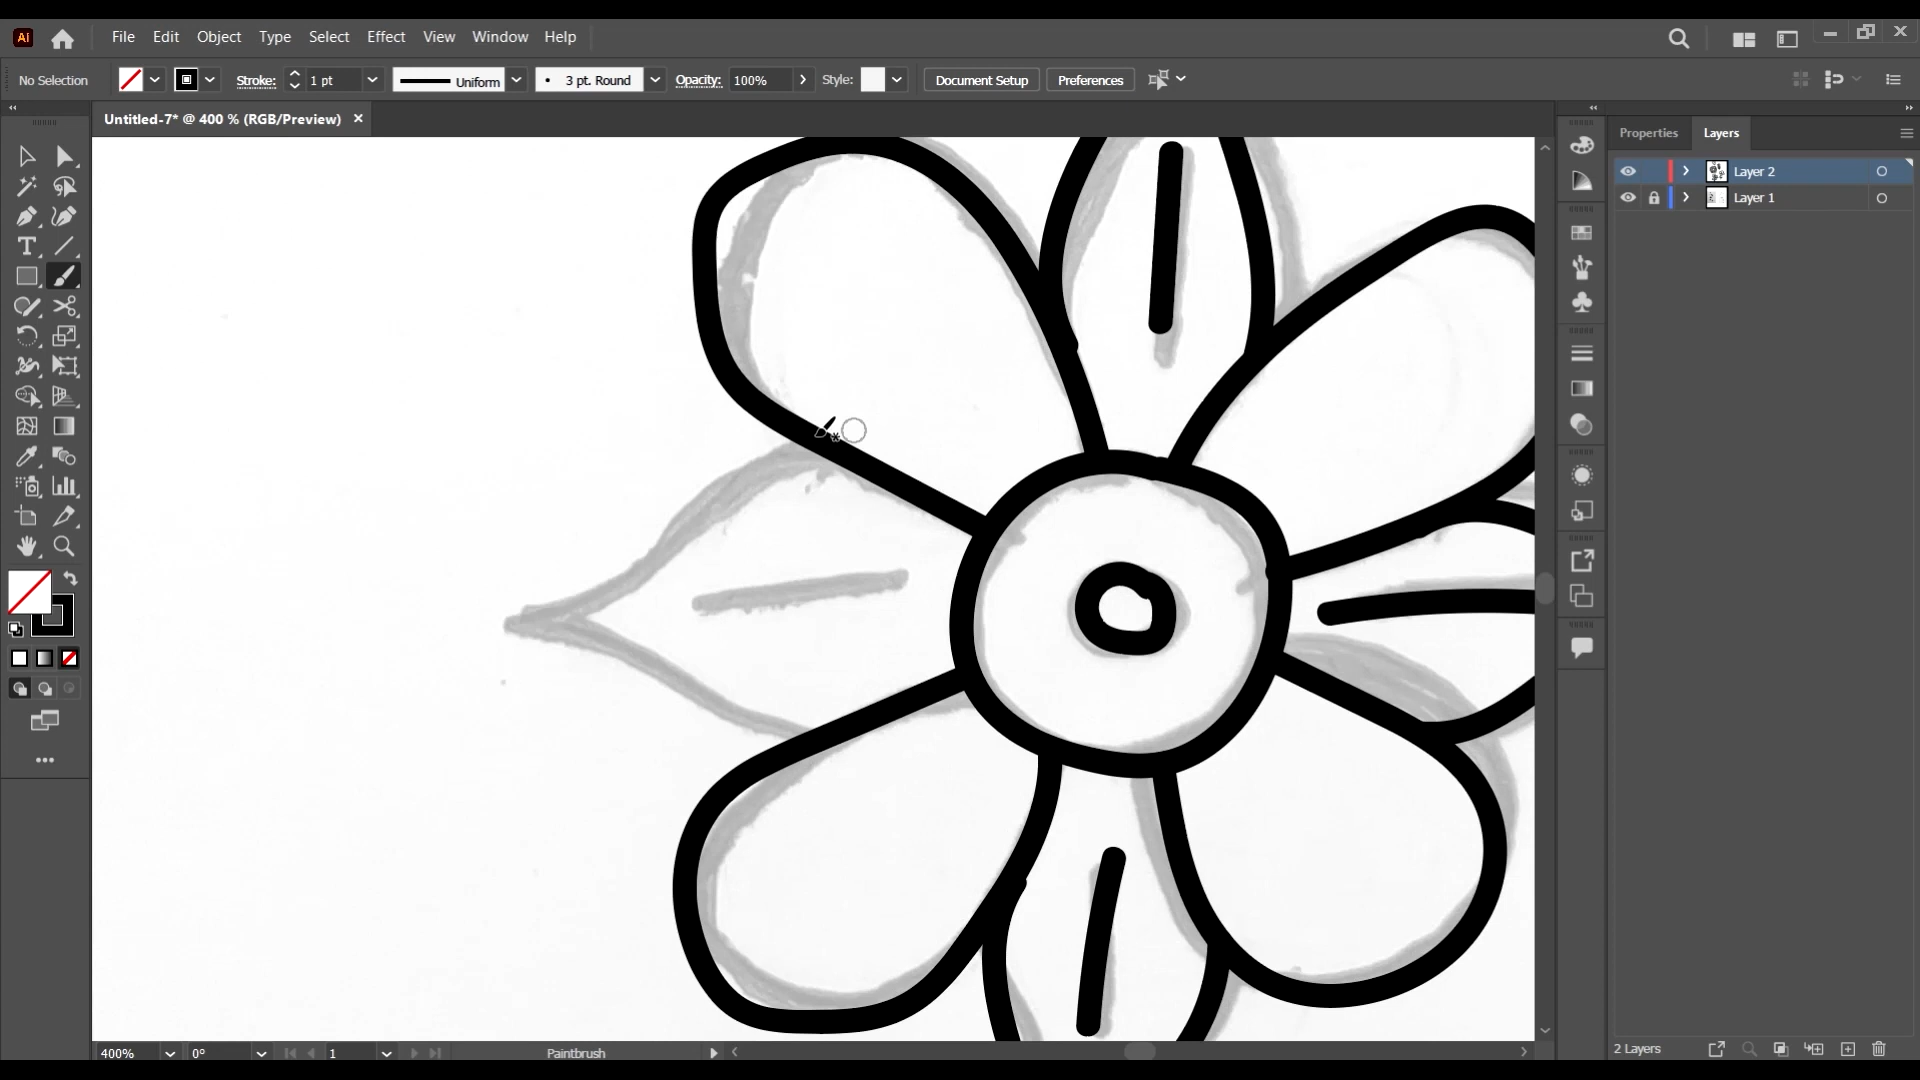 Ai File Edit Object Type Select Effect View Window Help
No Selection Stroke: 1 pt Uniform 3 pt. Round Opacity: 100% Style: Document Setup Preferences
Untitled-7* @ 400 % (RGB/Preview)
Properties Layers
Layer 2
Layer 1
2 Layers
400% 0° 1 Paintbrush